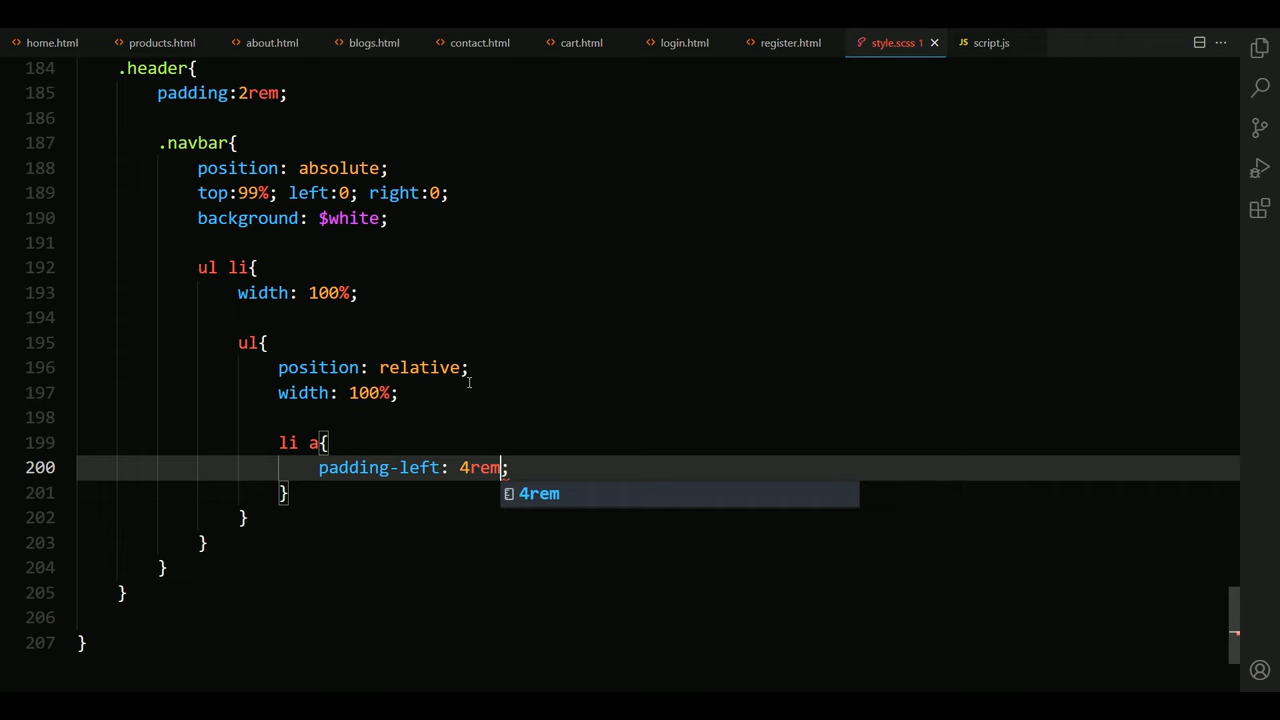 home.html products.html about.html blogs.html contact.html cart.html login.html register.html style.scss 1 JS script.js
184 .header{
185 padding:2rem;
186
187 .navbar{
188 position: absolute;
189 top:99%; left:0; right:0;
190 background: $white;
191
192 ul li{
193 width: 100%;
194
195 ul{
196 position: relative;
197 width: 100%;
198
199 li a{
200 padding-left: 4rem;
201 }
4rem
202 }
203 }
204 }
205 }
206
207 }